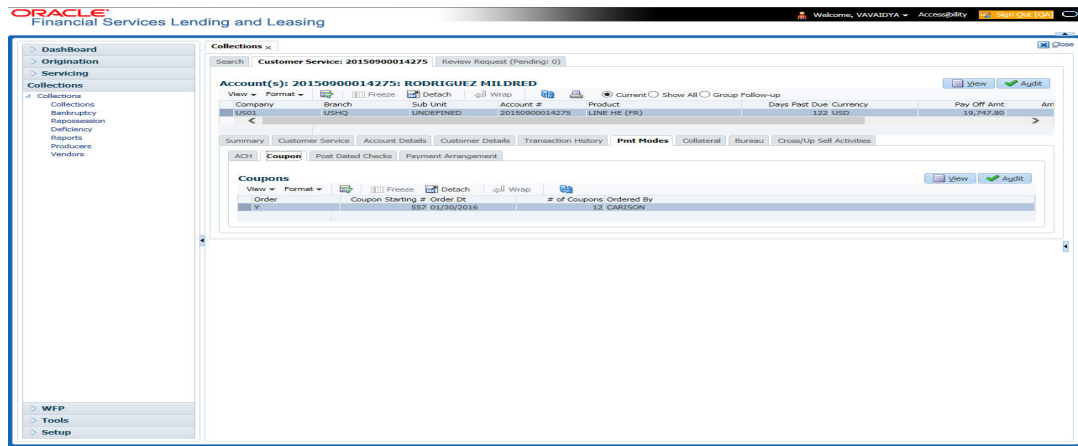 ORACLE
Financial Services Lending and Leasing
Welcome, VAVAIDYA Accessibility Sign Out [QA]
Close
DashBoard
Origination
Servicing
Collections
Collections
Collections
Bankruptcy
Repossession
Deficiency
Reports
Producers
Vendors
WFP
Tools
Setup
Collections x
Search Customer Service: 20150900014275 Review Request (Pending: 0)
Account(s): 20150900014275: RODRIGUEZ MILDRED View Audit
View Format Freeze Detach Wrap Current Show All Group Follow-up
Company Branch Sub Unit Account # Product Days Past Due Currency Pay Off Amt Am
US01 USHQ UNDEFINED 20150900014275 LINE HE (FR) 122 USD 19,747.80
Summary Customer Service Account Details Customer Details Transaction History Pmt Modes Collateral Bureau Cross/Up Sell Activities
ACH Coupon Post Dated Checks Payment Arrangement
Coupons View Audit
View Format Freeze Detach Wrap
Order Coupon Starting # Order Dt # of Coupons Ordered By
Y 557 01/30/2016 12 CARISON